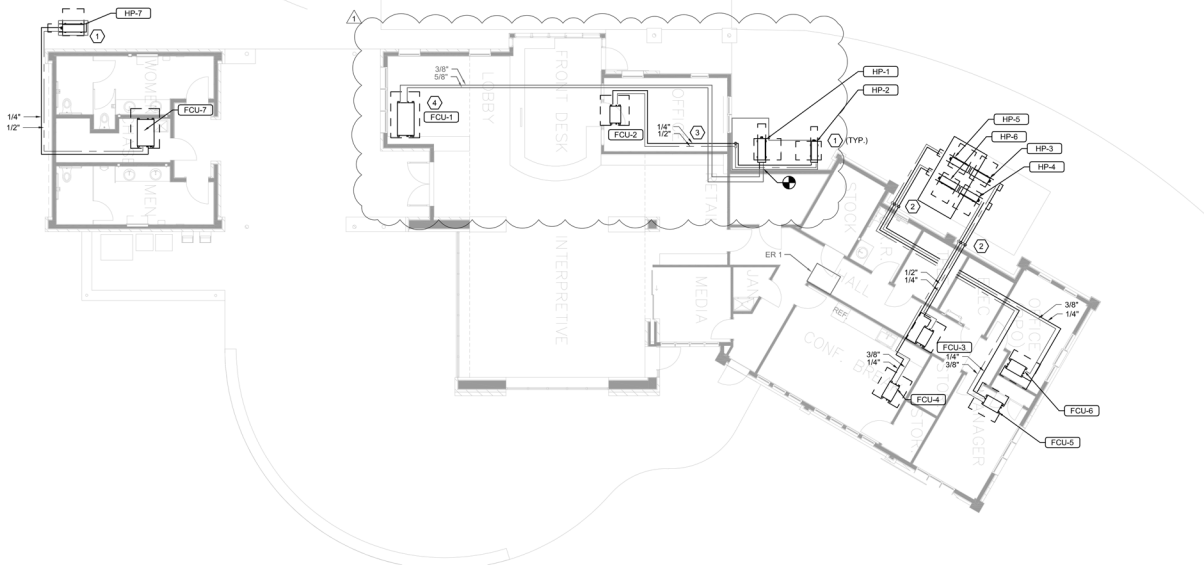 HP-7
1
1
WOMEN
FCU-7
1/4"
1/2"
MEN
3/8"
5/8"
LOBBY
FRONT DESK
4
FCU-1
FCU-2
1/4"
1/2"
3
HP-1
HP-2
1
(TYP.)
HP-5
HP-6
HP-3
HP-4
2
2
STOCK
HALL
ER 1
INTERPRETIVE
MEDIA
JAN
REF.
1/2"
1/4"
3/8"
1/4"
FCU-3
3/8"
1/4"
1/4"
3/8"
CONF.
FCU-4
STOR
FCU-6
FCU-5